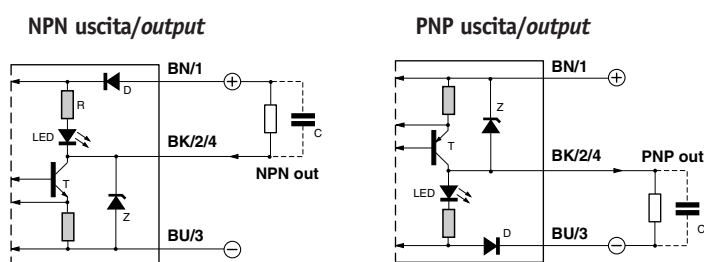 NPN uscita/output
BN/1
+
D
R
LED
C
BK/2/4
NPN out
T
Z
BU/3
−
PNP uscita/output
BN/1
+
Z
T
BK/2/4
PNP out
LED
C
D
BU/3
−